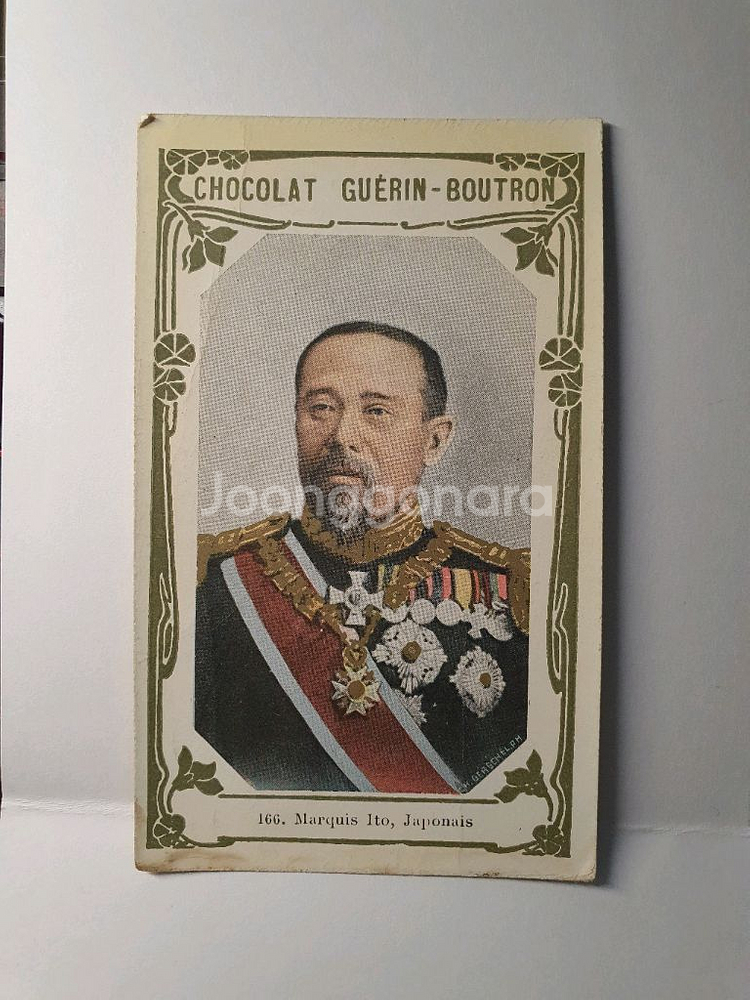 CHOCOLAT GUÉRIN-BOUTRON
Joonggonara
166. Marquis Ito, Japonais